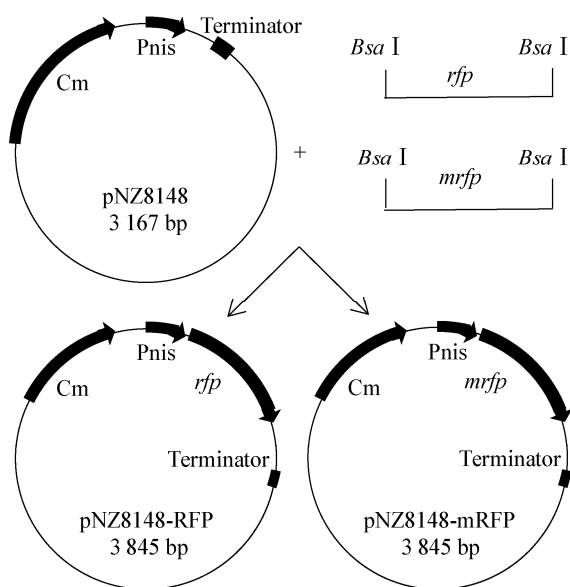 Terminator
Pnis
Cm
pNZ8148
3 167 bp
+
Bsa I Bsa I
rfp
Bsa I Bsa I
mrfp
Pnis
rfp
Cm
Terminator
pNZ8148-RFP
3 845 bp
Pnis
mrfp
Cm
Terminator
pNZ8148-mRFP
3 845 bp